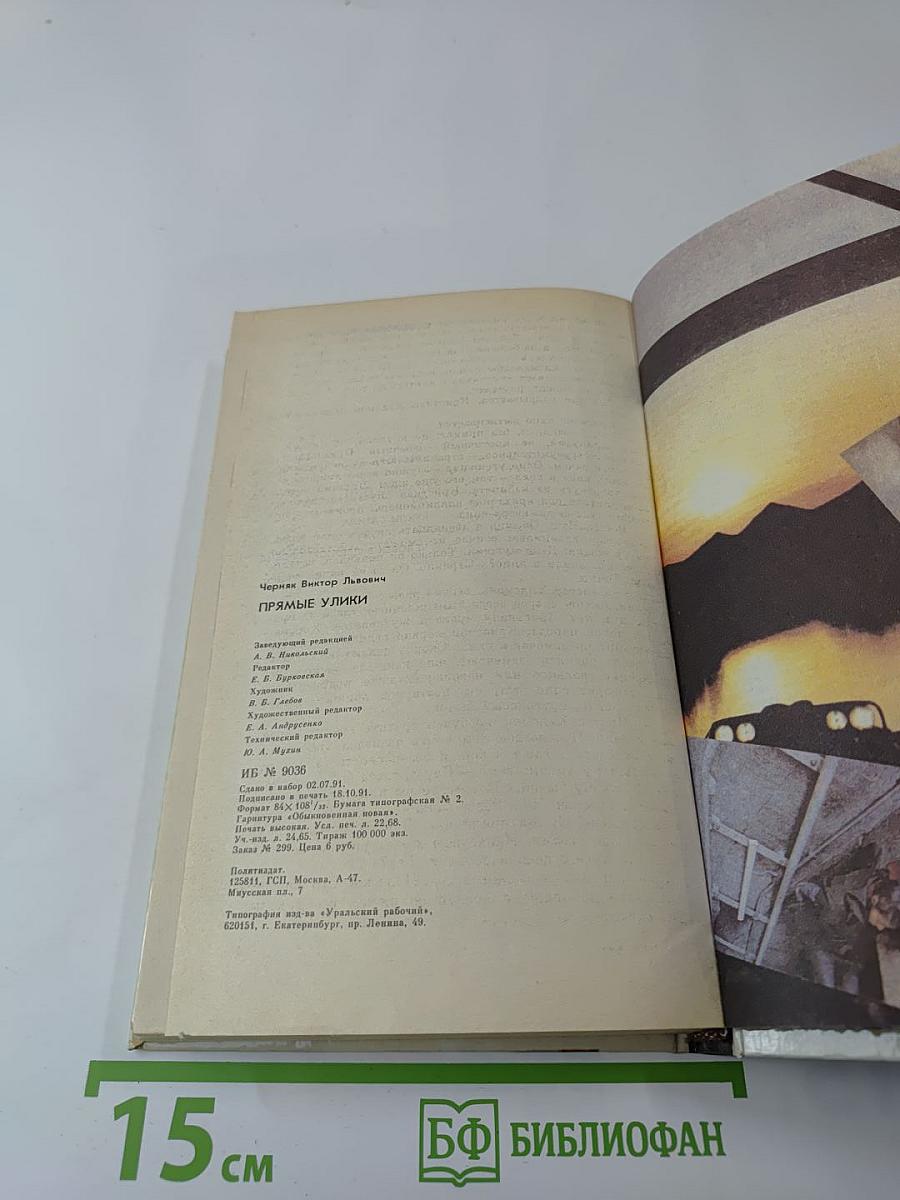 Черняк Виктор Львович
ПРЯМЫЕ УЛИКИ
Заведующий редакцией
А. В. Никольский
Редактор
Е. Б. Бурковская
Художник
В. Б. Глебов
Художественный редактор
Е. А. Андрусенко
Технический редактор
Ю. А. Мухин
ИБ № 9036
Сдано в набор 02.07.91.
Подписано в печать 18.10.91.
Формат 84×108¹/₃₂. Бумага типографская № 2.
Гарнитура «Обыкновенная новая».
Печать высокая. Усл. печ. л. 22,68.
Уч.-изд. л. 24,65. Тираж 100 000 экз.
Заказ № 299. Цена 6 руб.
Политиздат.
125811, ГСП, Москва, А-47.
Миусская пл., 7
Типография изд-ва «Уральский рабочий»,
620151, г. Екатеринбург, пр. Ленина, 49.
15 см
БФ БИБЛИОФАН